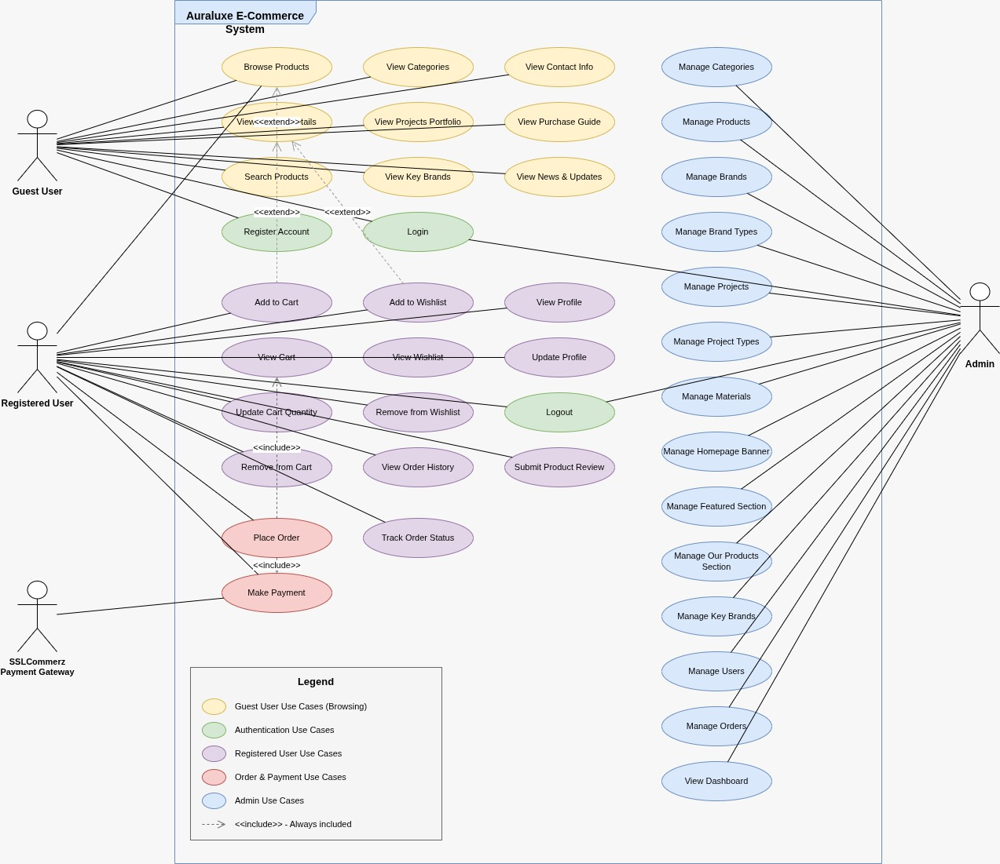 Auraluxe E-Commerce
System
Browse Products
View Categories
View Contact Info
Manage Categories
View
<<extend>>
tails
View Projects Portfolio
View Purchase Guide
Manage Products
Guest User
Search Products
View Key Brands
View News & Updates
Manage Brands
<<extend>>
<<extend>>
Register Account
Login
Manage Brand Types
Manage Projects
Add to Cart
Add to Wishlist
View Profile
Manage Project Types
Admin
View Cart
View Wishlist
Update Profile
Registered User
Update Cart Quantity
Remove from Wishlist
Logout
Manage Materials
<<include>>
Remove from Cart
View Order History
Submit Product Review
Manage Homepage Banner
Manage Featured Section
Place Order
Track Order Status
<<include>>
Manage Our Products
Section
Make Payment
Manage Key Brands
SSLCommerz
Payment Gateway
Manage Users
Manage Orders
View Dashboard
Legend
Guest User Use Cases (Browsing)
Authentication Use Cases
Registered User Use Cases
Order & Payment Use Cases
Admin Use Cases
<<include>> - Always included